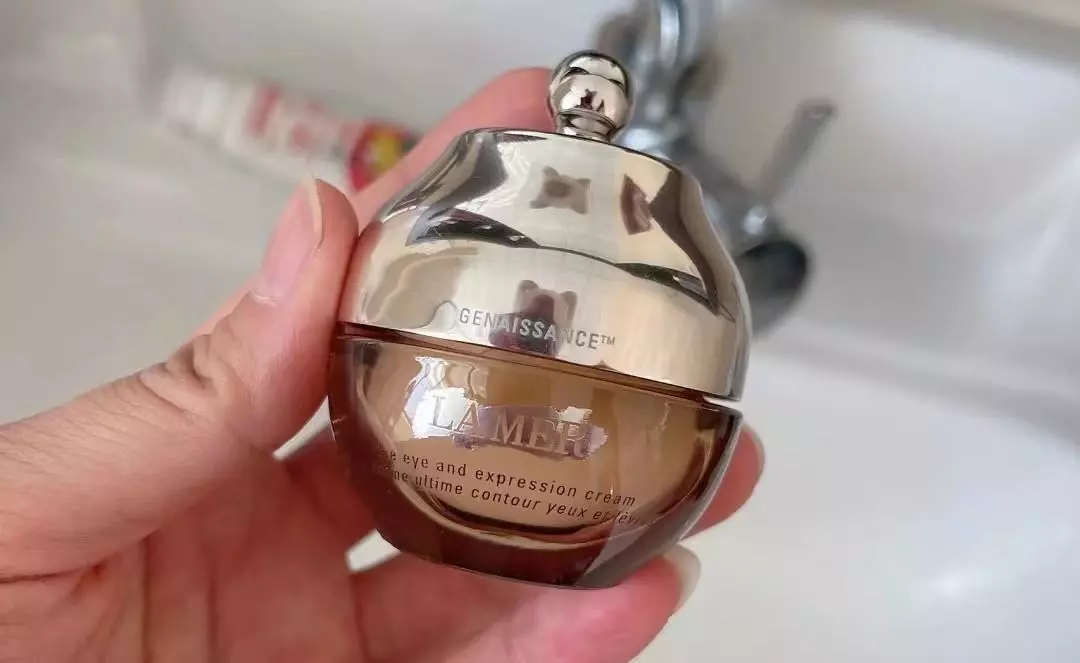 GENAISSANCE™
LA MER
eye and expression cream
ultime contour yeux et